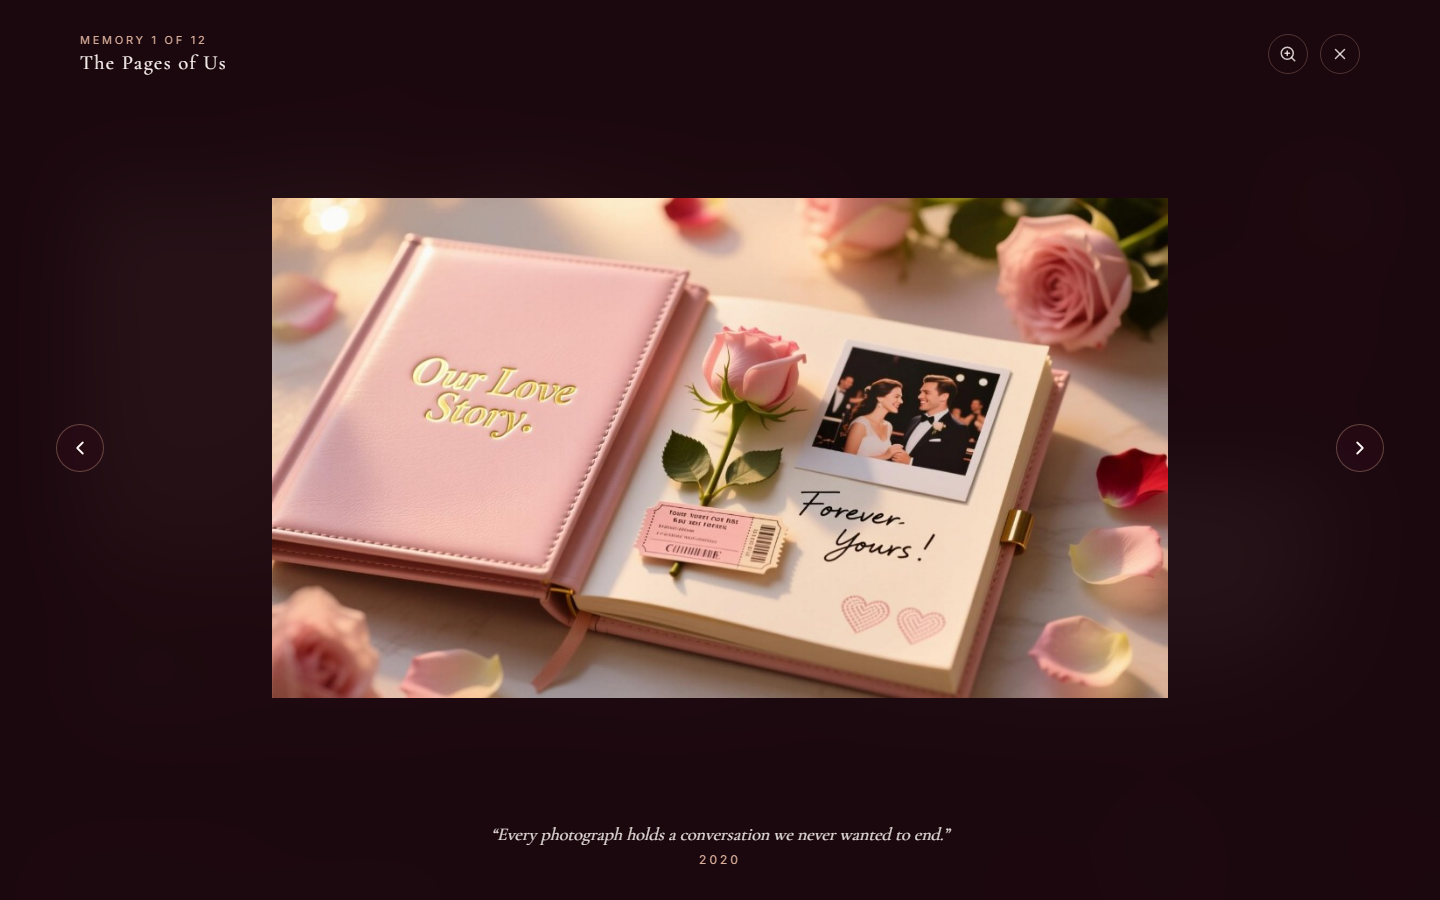 MEMORY 1 OF 12
The Pages of Us
Our Love
Story.
Forever-
Yours!
“Every photograph holds a conversation we never wanted to end.”
2020